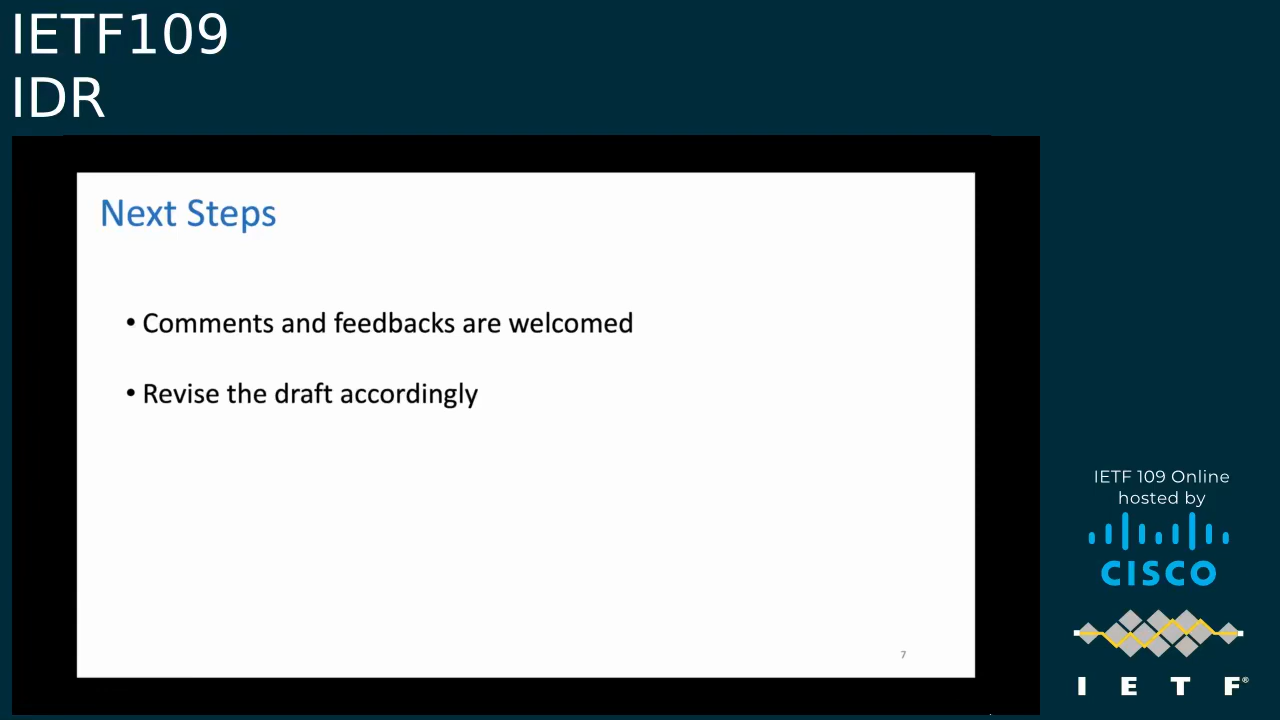 IETF109
IDR
Next Steps
• Comments and feedbacks are welcomed
• Revise the draft accordingly
7
IETF 109 Online
hosted by
CISCO
I E T F®